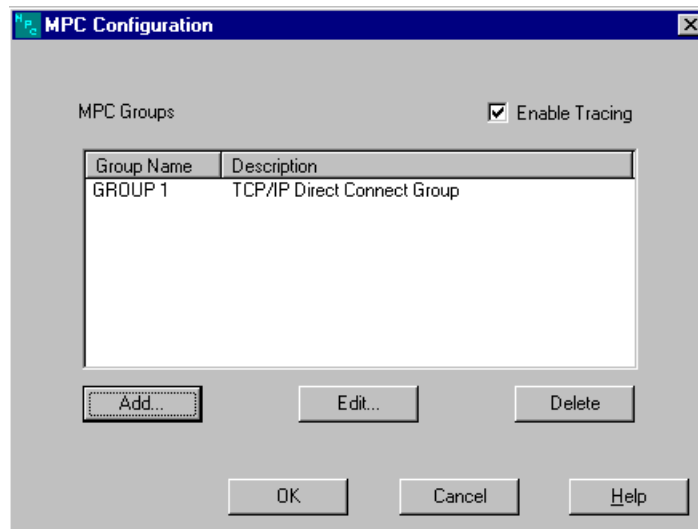 MPC MPC Configuration
MPC Groups
Enable Tracing
Group Name Description
GROUP 1 TCP/IP Direct Connect Group
Add... Edit... Delete
OK Cancel Help